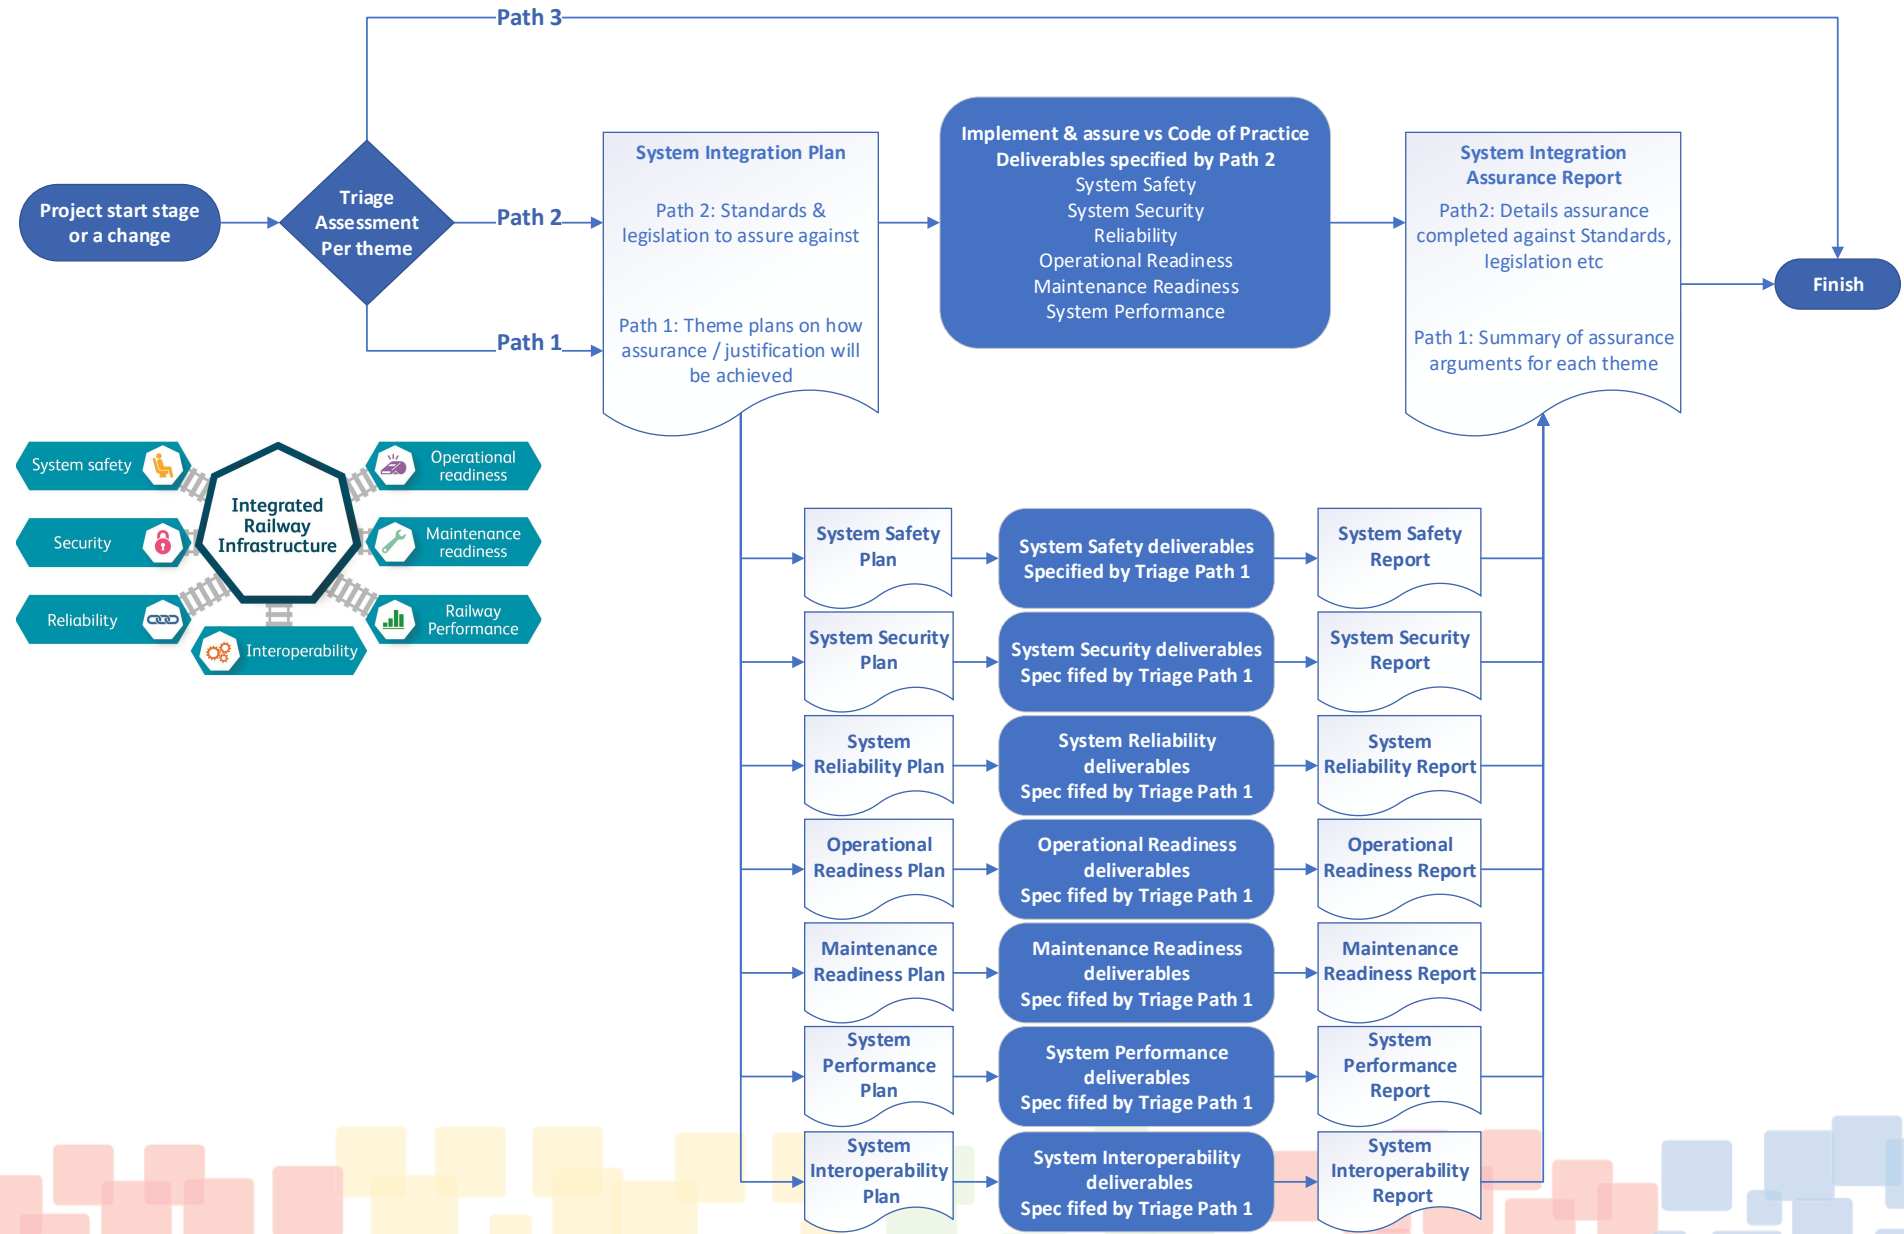 Path 3
Project start stage
or a change
Triage
Assessment
Per theme
Path 2
Path 1
System Integration Plan
Path 2: Standards &
legislation to assure against
Path 1: Theme plans on how
assurance / justification will
be achieved
Implement & assure vs Code of Practice
Deliverables specified by Path 2
System Safety
System Security
Reliability
Operational Readiness
Maintenance Readiness
System Performance
System Integration
Assurance Report
Path2: Details assurance
completed against Standards,
legislation etc
Path 1: Summary of assurance
arguments for each theme
Finish
System safety
Security
Reliability
Integrated
Railway
Infrastructure
Operational
readiness
Maintenance
readiness
Railway
Performance
Interoperability
System Safety
Plan
System Safety deliverables
Specified by Triage Path 1
System Safety
Report
System Security
Plan
System Security deliverables
Spec fifed by Triage Path 1
System Security
Report
System
Reliability Plan
System Reliability
deliverables
Spec fifed by Triage Path 1
System
Reliability Report
Operational
Readiness Plan
Operational Readiness
deliverables
Spec fifed by Triage Path 1
Operational
Readiness Report
Maintenance
Readiness Plan
Maintenance Readiness
deliverables
Spec fifed by Triage Path 1
Maintenance
Readiness Report
System
Performance
Plan
System Performance
deliverables
Spec fifed by Triage Path 1
System
Performance
Report
System
Interoperability
Plan
System Interoperability
deliverables
Spec fifed by Triage Path 1
System
Interoperability
Report